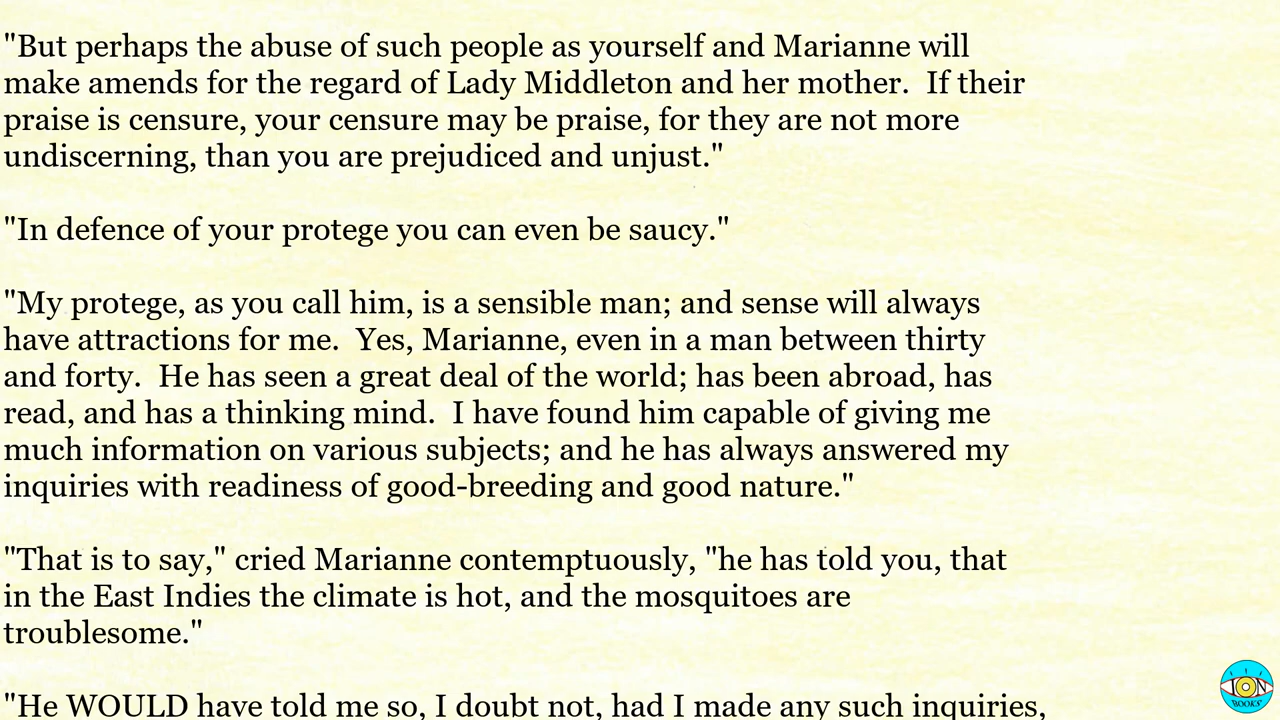 "But perhaps the abuse of such people as yourself and Marianne will
make amends for the regard of Lady Middleton and her mother.  If their
praise is censure, your censure may be praise, for they are not more
undiscerning, than you are prejudiced and unjust."
"In defence of your protege you can even be saucy."
"My protege, as you call him, is a sensible man; and sense will always
have attractions for me.  Yes, Marianne, even in a man between thirty
and forty.  He has seen a great deal of the world; has been abroad, has
read, and has a thinking mind.  I have found him capable of giving me
much information on various subjects; and he has always answered my
inquiries with readiness of good-breeding and good nature."
"That is to say," cried Marianne contemptuously, "he has told you, that
in the East Indies the climate is hot, and the mosquitoes are
troublesome."
"He WOULD have told me so, I doubt not, had I made any such inquiries,
ION
BOOKS